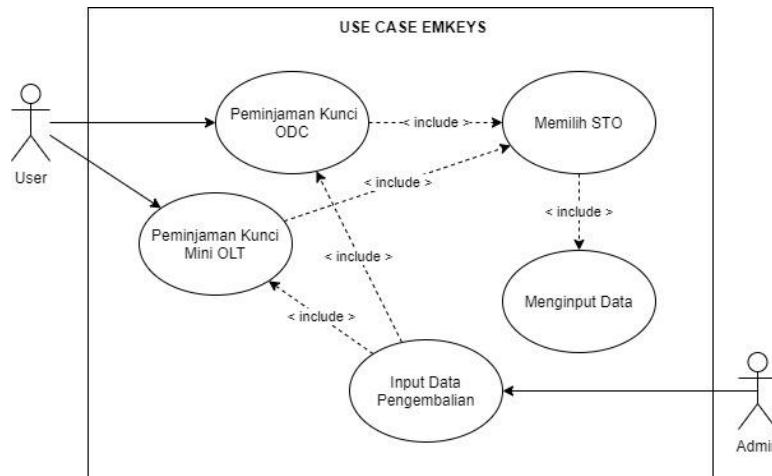 USE CASE EMKEYS
Peminjaman Kunci
ODC
< include >
Memilih STO
User
< include >
< include >
Peminjaman Kunci
Mini OLT
< include >
< include >
Menginput Data
Input Data
Pengembalian
Admin